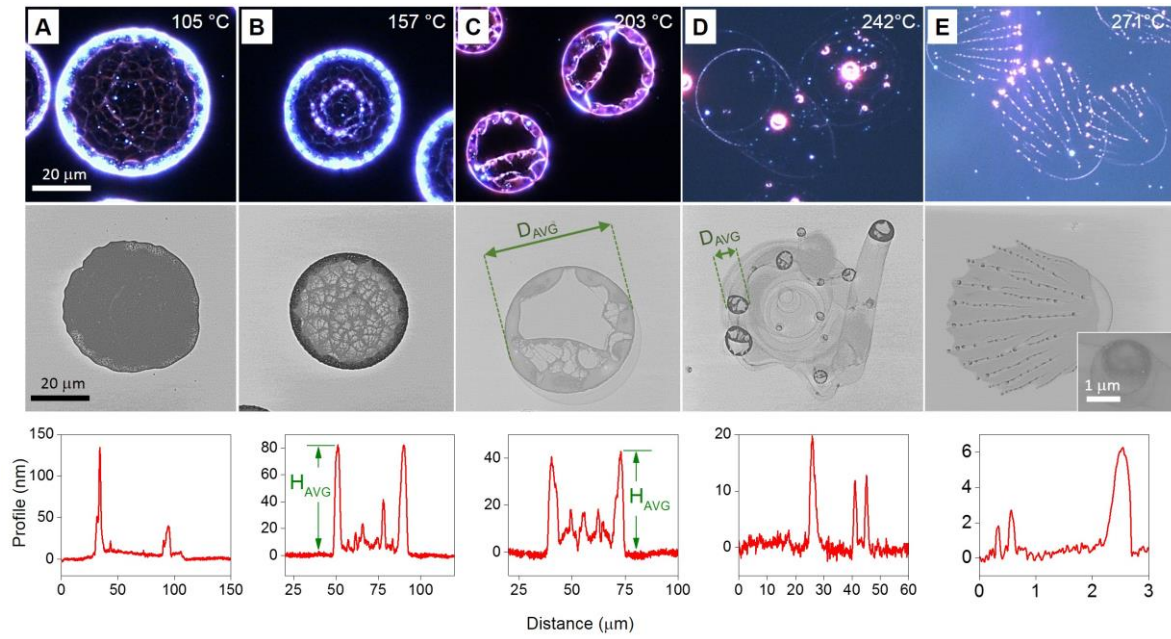 A 105 °C
B 157 °C
C 203 °C
D 242°C
E 271°C
20 μm
D_AVG
D_AVG
20 μm
1 μm
150
100
50
0
0 50 100 150
80
60
40
20
0
25 50 75 100
H_AVG
40
20
0
25 50 75 100
H_AVG
20
10
0
0 10 20 30 40 50 60
6
4
2
0
0 1 2 3
Profile (nm)
Distance (μm)